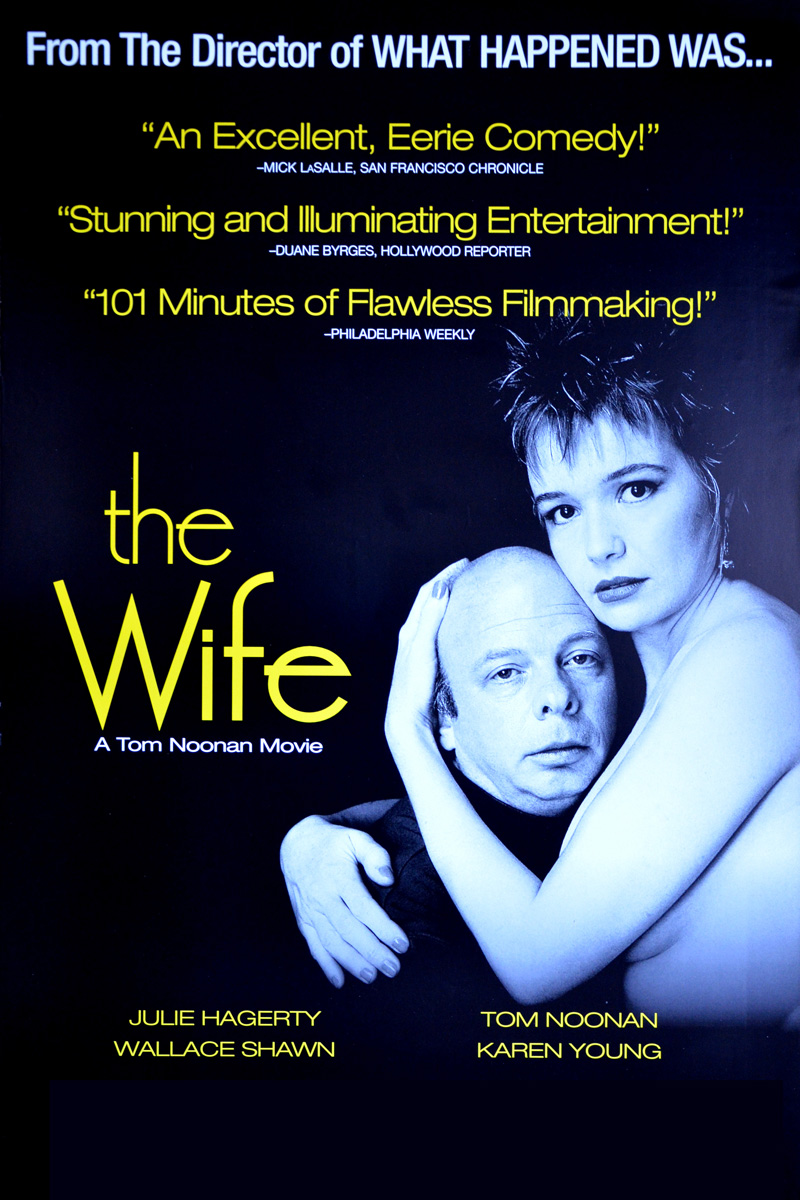 From The Director of WHAT HAPPENED WAS...
“An Excellent, Eerie Comedy!”
–MICK LASALLE, SAN FRANCISCO CHRONICLE
“Stunning and Illuminating Entertainment!”
–DUANE BYRGES, HOLLYWOOD REPORTER
“101 Minutes of Flawless Filmmaking!”
–PHILADELPHIA WEEKLY
the
Wife
A Tom Noonan Movie
JULIE HAGERTY
WALLACE SHAWN
TOM NOONAN
KAREN YOUNG